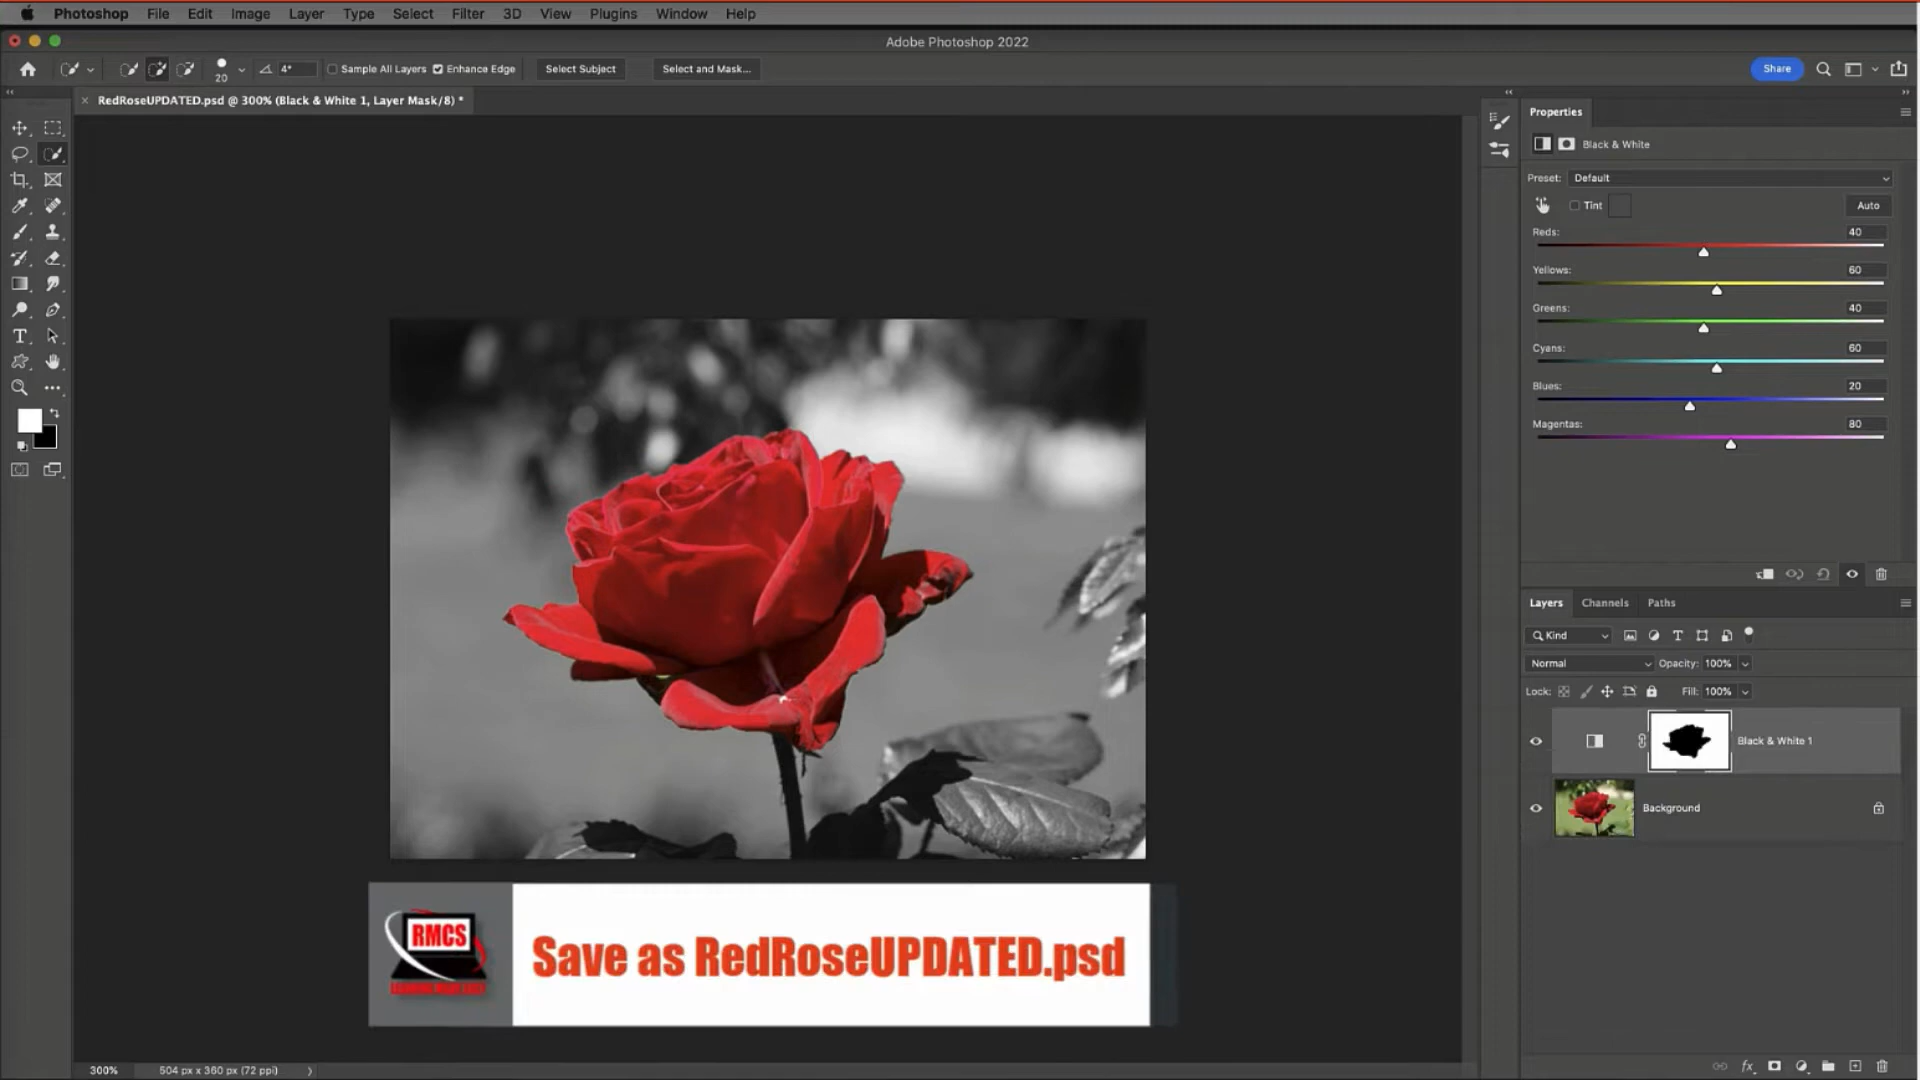 Photoshop File Edit Image Layer Type Select Filter 3D View Plugins Window Help
Adobe Photoshop 2022
20 4° Sample All Layers Enhance Edge Select Subject Select and Mask... Share
RedRoseUPDATED.psd @ 300% (Black & White 1, Layer Mask/8) *
Properties
Black & White
Preset: Default
Tint Auto
Reds: 40
Yellows: 60
Greens: 40
Cyans: 60
Blues: 20
Magentas: 80
Layers Channels Paths
Kind
Normal Opacity: 100%
Lock: Fill: 100%
Black & White 1
Background
RMCS
Save as RedRoseUPDATED.psd
300% 504 px x 360 px (72 ppi)